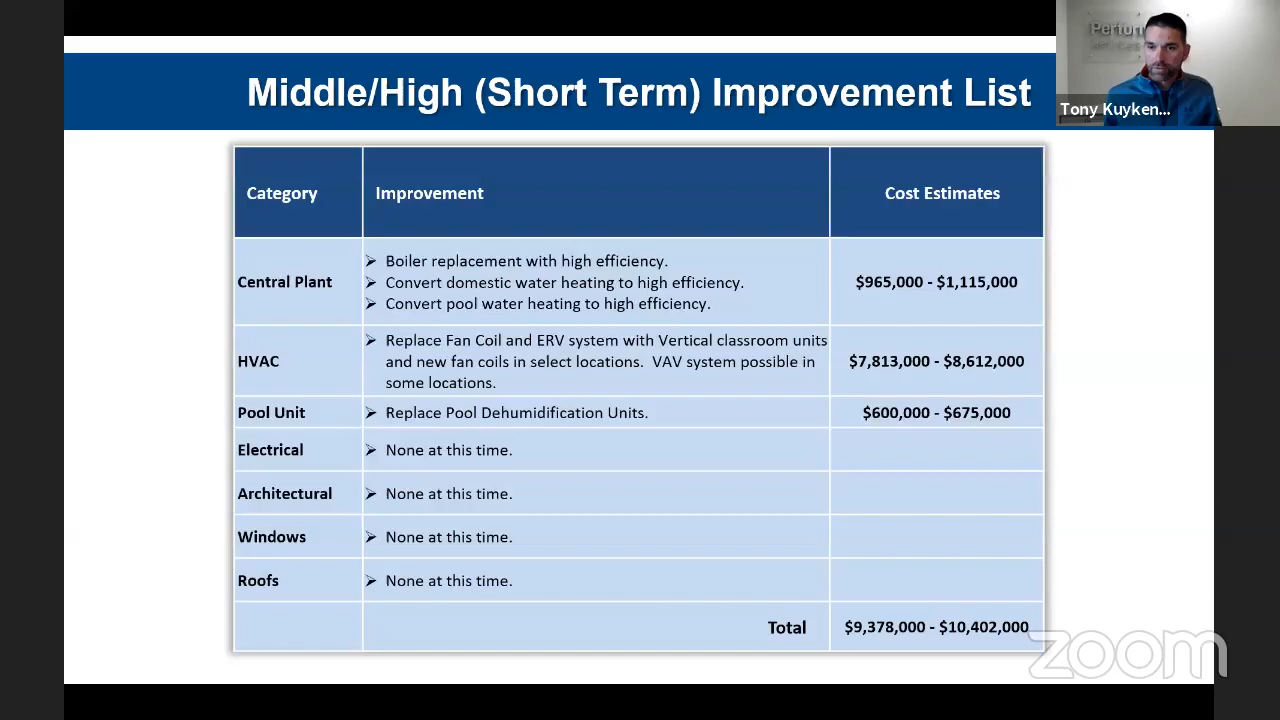 Middle/High (Short Term) Improvement List
Tony Kuyken...
Category Improvement Cost Estimates
Central Plant
➢ Boiler replacement with high efficiency.
➢ Convert domestic water heating to high efficiency.
➢ Convert pool water heating to high efficiency.
$965,000 - $1,115,000
HVAC
➢ Replace Fan Coil and ERV system with Vertical classroom units
and new fan coils in select locations.  VAV system possible in
some locations.
$7,813,000 - $8,612,000
Pool Unit ➢ Replace Pool Dehumidification Units. $600,000 - $675,000
Electrical ➢ None at this time.
Architectural ➢ None at this time.
Windows ➢ None at this time.
Roofs ➢ None at this time.
Total $9,378,000 - $10,402,000
zoom